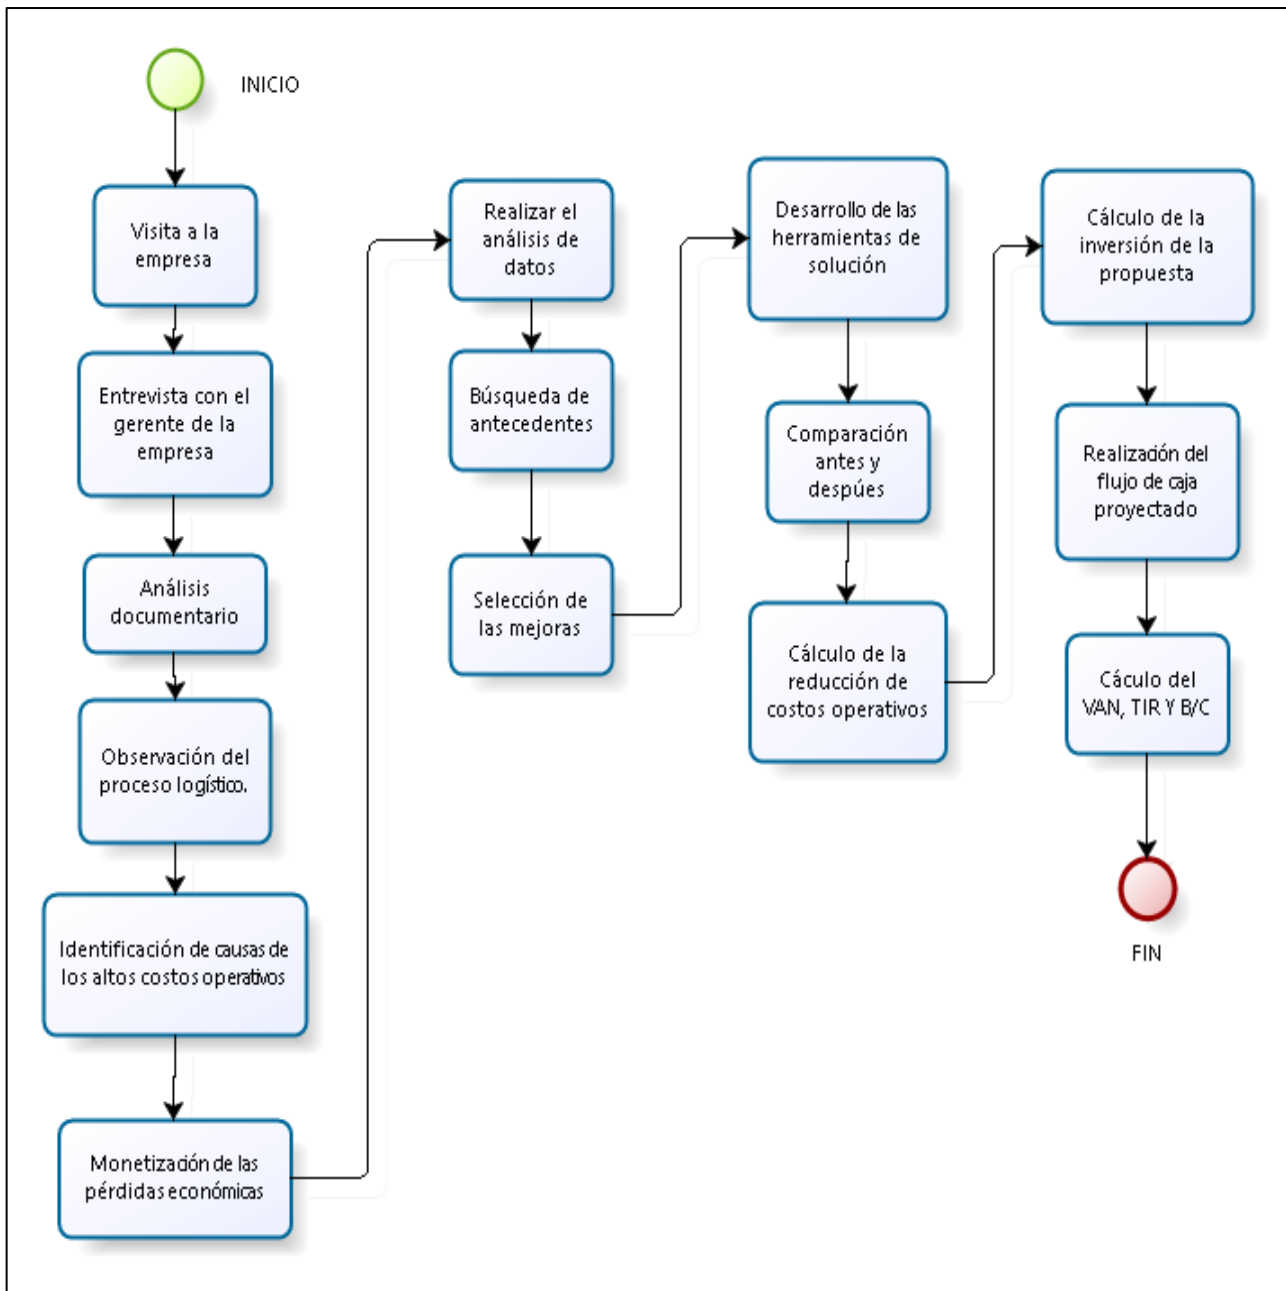 INICIO
Visita a la
empresa
Entrevista con el
gerente de la
empresa
Análisis
documentario
Observación del
proceso logístico.
Identificación de causas de
los altos costos operativos
Monetización de las
pérdidas económicas
Realizar el
análisis de
datos
Búsqueda de
antecedentes
Selección de
las mejoras
Desarrollo de las
herramientas de
solución
Comparación
antes y
despúes
Cálculo de la
reducción de
costos operativos
Cálculo de la
inversión de la
propuesta
Realización del
flujo de caja
proyectado
Cáculo del
VAN, TIR Y B/C
FIN